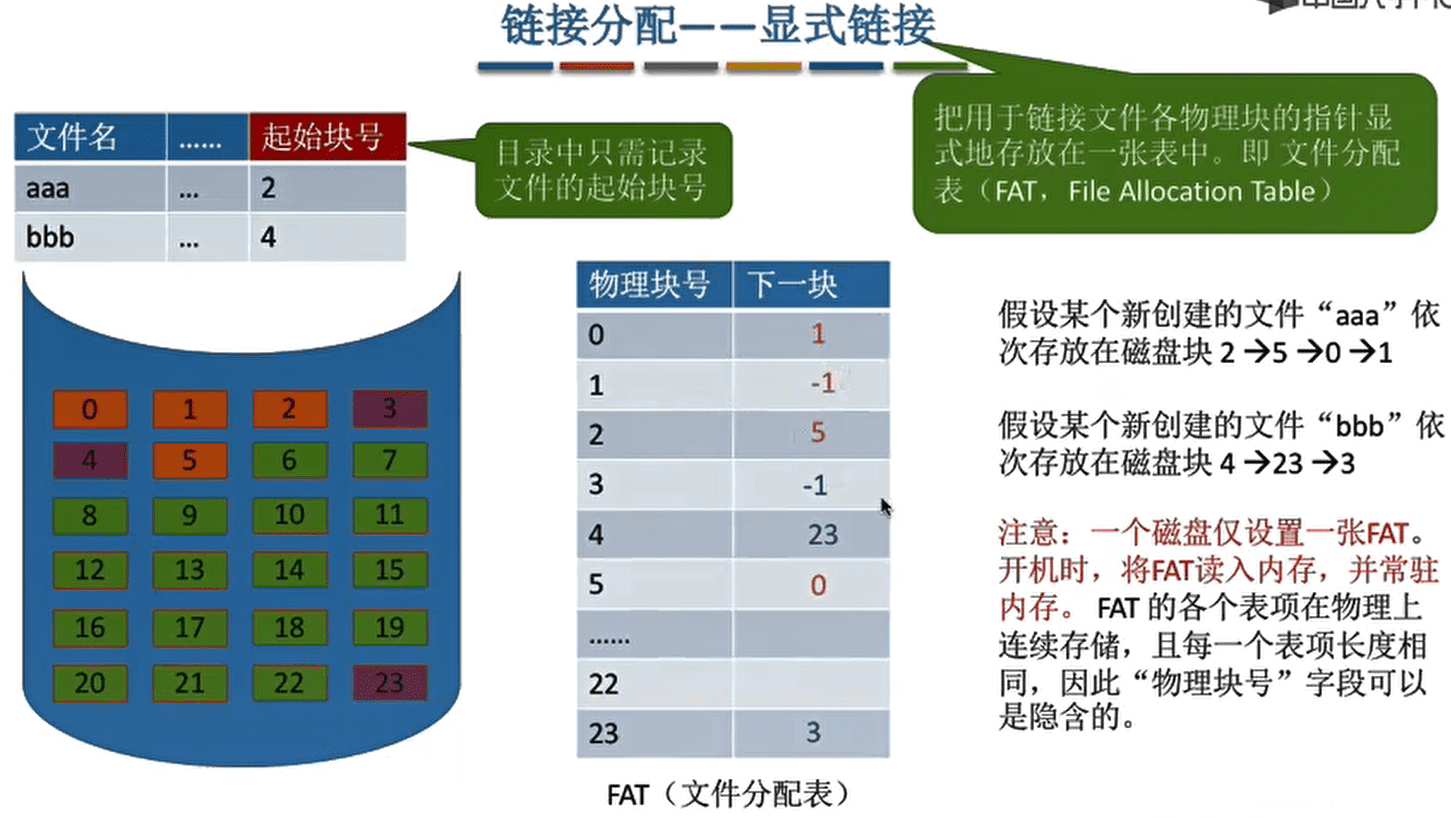 链接分配——显式链接
文件名 …… 起始块号
aaa ... 2
bbb ... 4
目录中只需记录
文件的起始块号
把用于链接文件各物理块的指针显
式地存放在一张表中。即 文件分配
表（FAT，File Allocation Table）
0 1 2 3
4 5 6 7
8 9 10 11
12 13 14 15
16 17 18 19
20 21 22 23
物理块号 下一块
0 1
1 -1
2 5
3 -1
4 23
5 0
……
22
23 3
FAT（文件分配表）
假设某个新创建的文件“aaa”依
次存放在磁盘块 2 →5 →0 →1
假设某个新创建的文件“bbb”依
次存放在磁盘块 4 →23 →3
注意：一个磁盘仅设置一张FAT。
开机时，将FAT读入内存，并常驻
内存。 FAT 的各个表项在物理上
连续存储，且每一个表项长度相
同，因此“物理块号”字段可以
是隐含的。